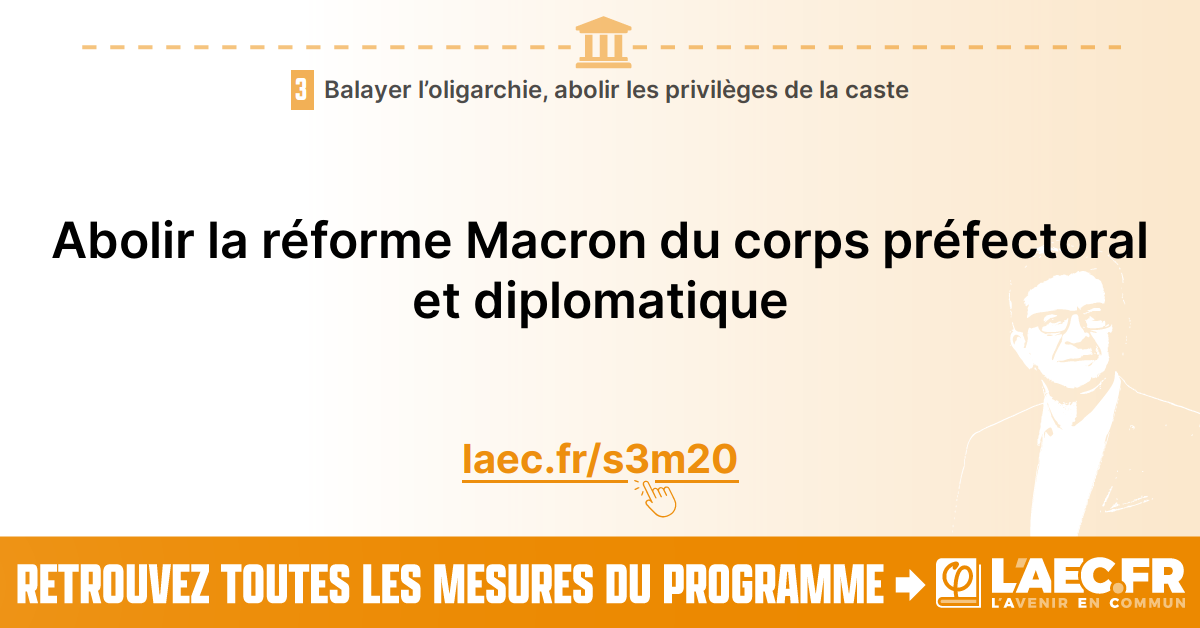 3 Balayer l’oligarchie, abolir les privilèges de la caste
Abolir la réforme Macron du corps préfectoral
et diplomatique
laec.fr/s3m20
RETROUVEZ TOUTES LES MESURES DU PROGRAMME
φ L'AEC.FR
L'AVENIR EN COMMUN